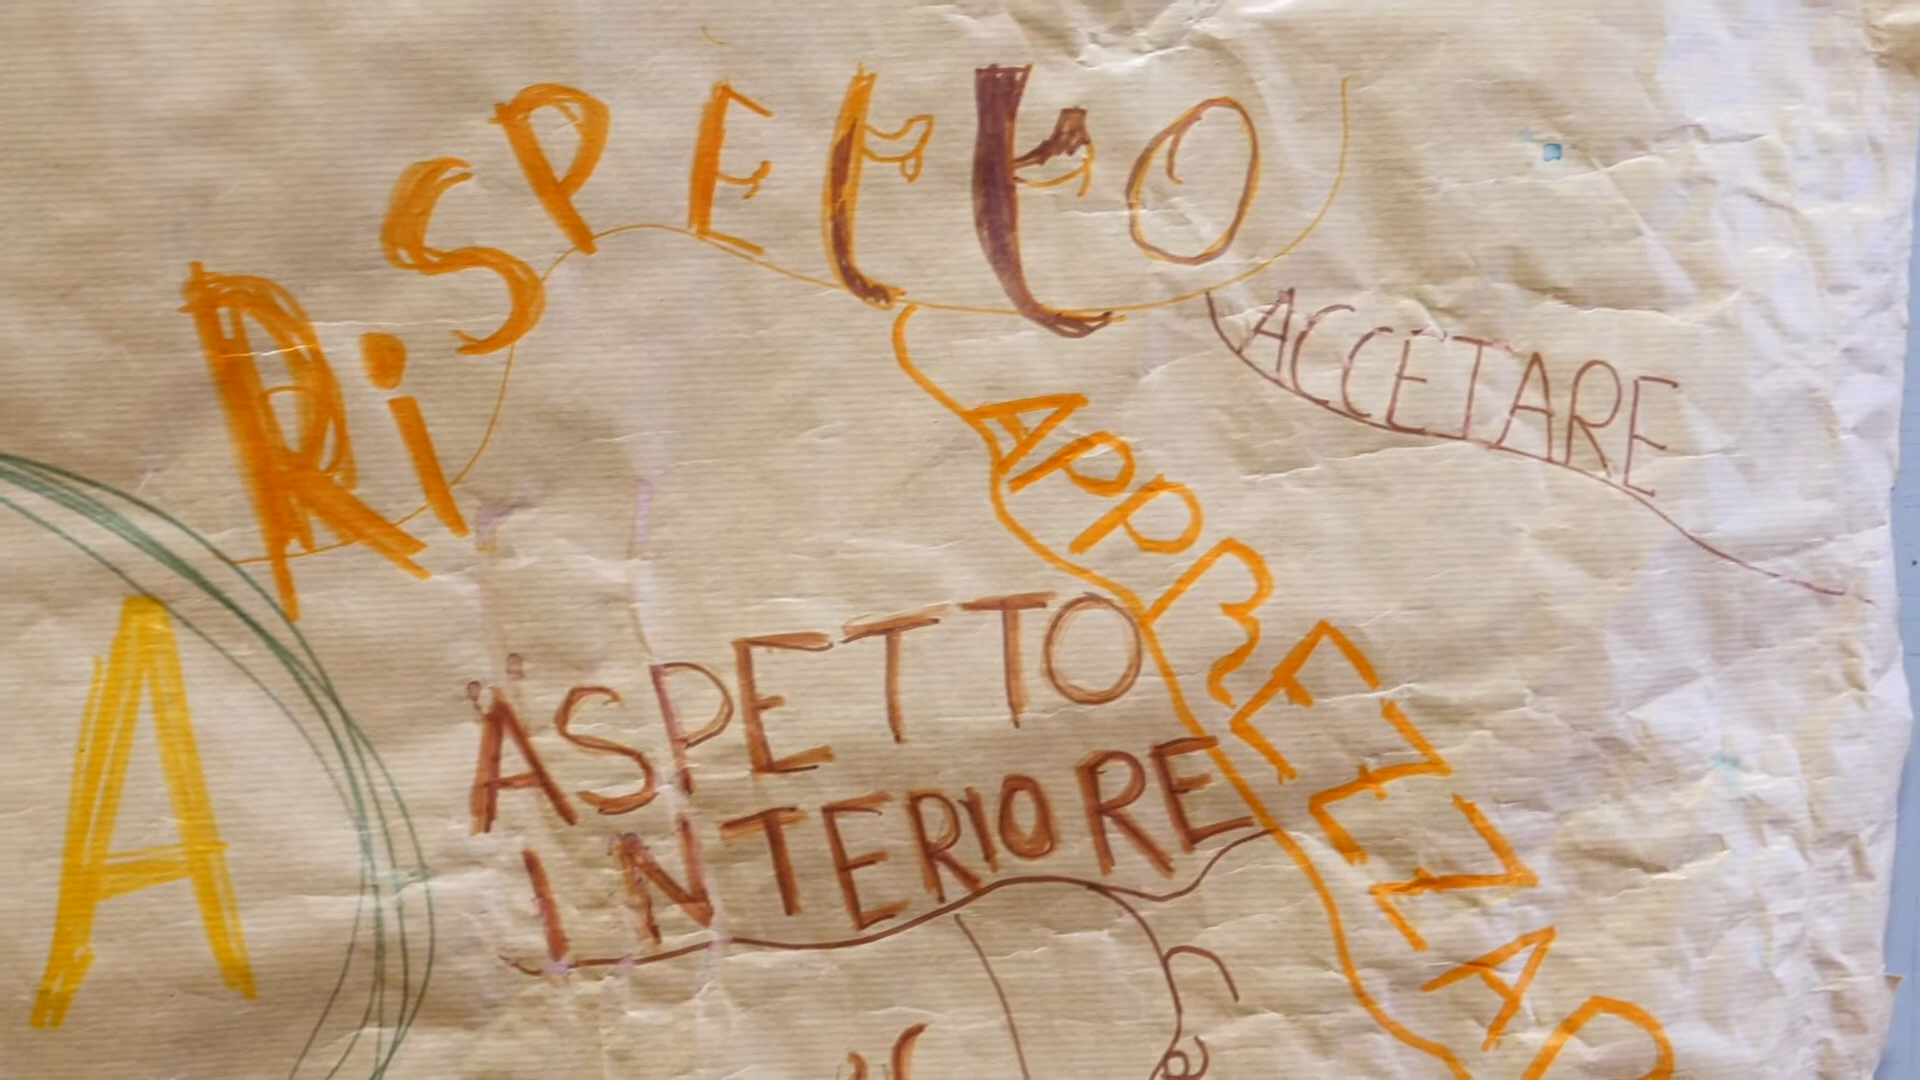 RiSPEttO
ACCETARE
APPREZZAR
ASPETTO
INTERIORE
A